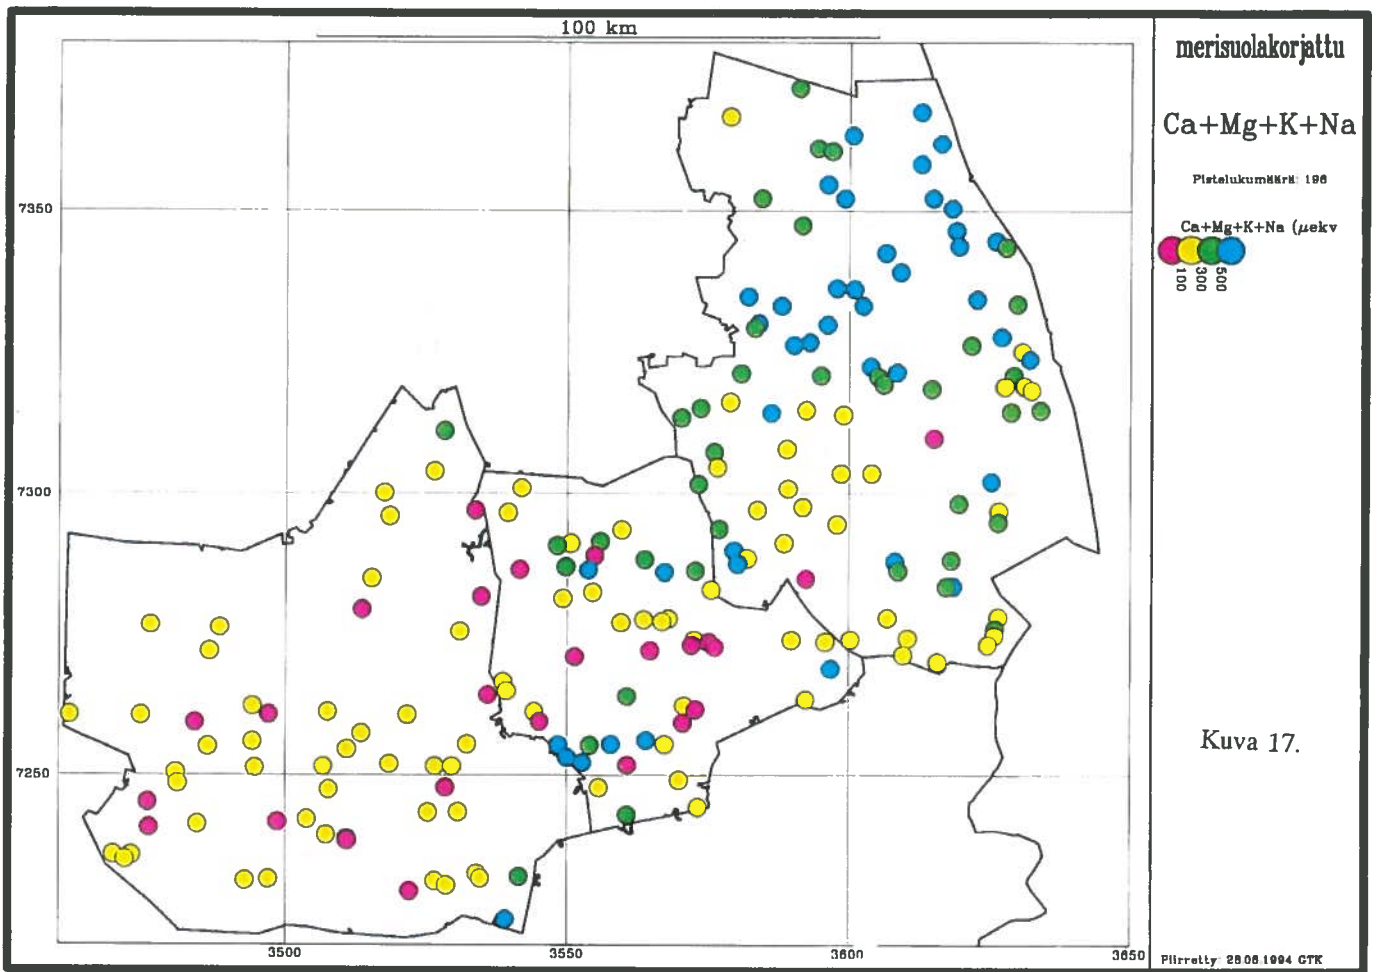 100 km
merisuolakorjattu
Ca+Mg+K+Na
Pistelukumäärä: 196
Ca+Mg+K+Na (µekv
100
300
500
7350
7300
7250
3500
3550
3600
3650
Kuva 17.
Piirretty: 28.06.1994 GTK